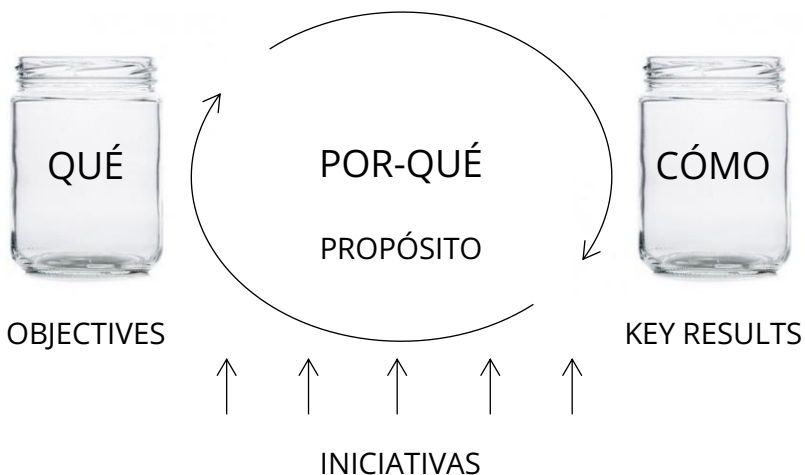 QUÉ
POR-QUÉ
CÓMO
PROPÓSITO
OBJECTIVES
KEY RESULTS
INICIATIVAS